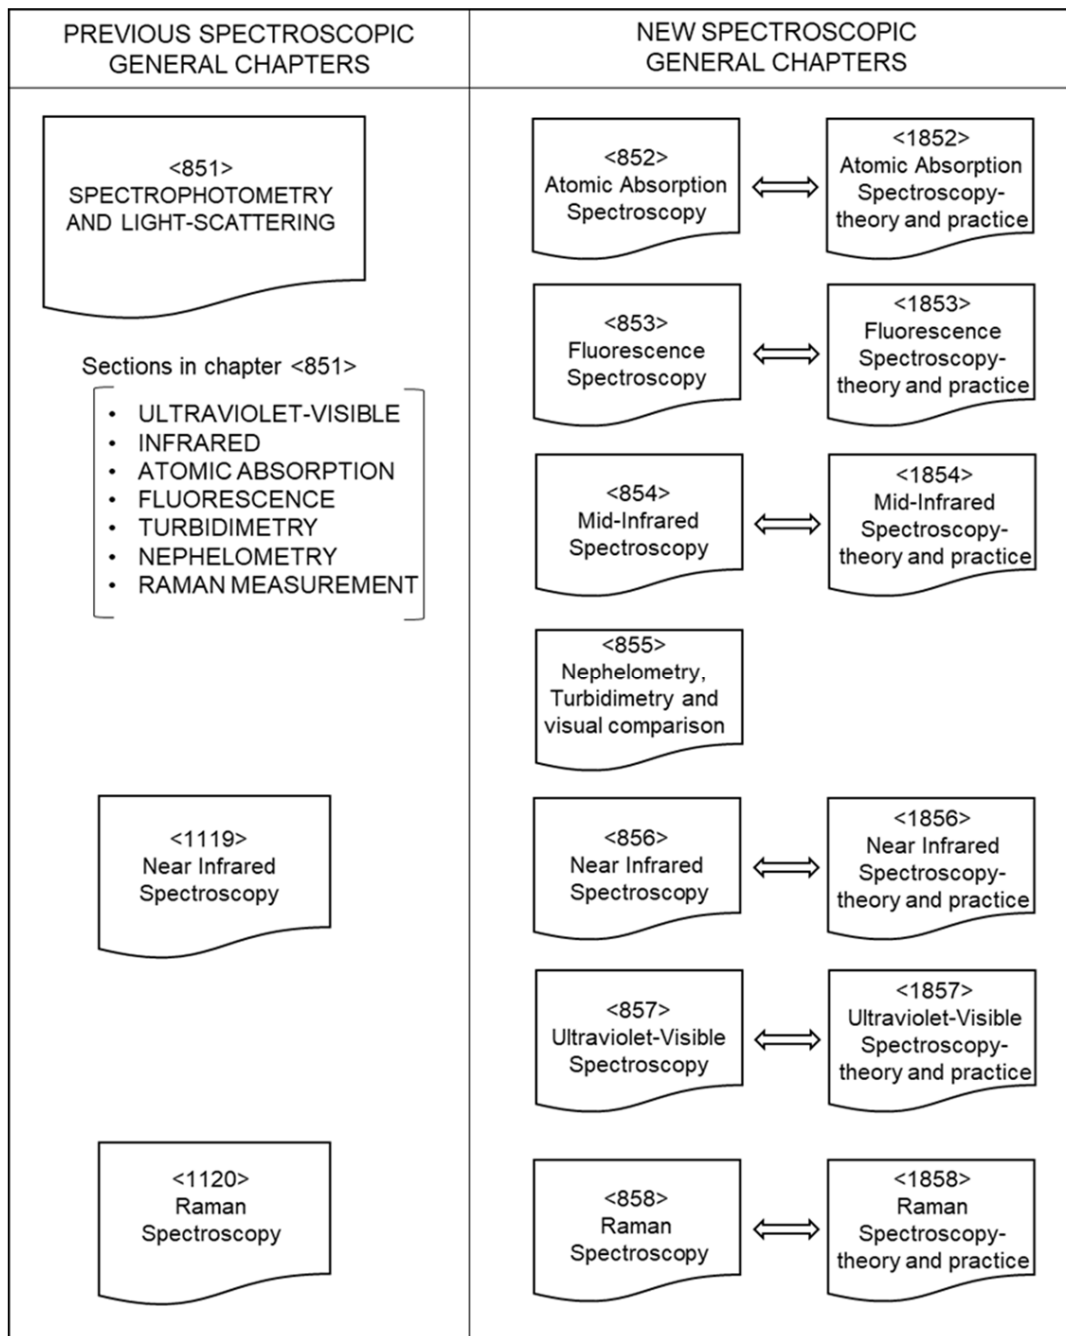 PREVIOUS SPECTROSCOPIC
GENERAL CHAPTERS
NEW SPECTROSCOPIC
GENERAL CHAPTERS
<851>
SPECTROPHOTOMETRY
AND LIGHT-SCATTERING
Sections in chapter <851>
• ULTRAVIOLET-VISIBLE
• INFRARED
• ATOMIC ABSORPTION
• FLUORESCENCE
• TURBIDIMETRY
• NEPHELOMETRY
• RAMAN MEASUREMENT
<1119>
Near Infrared
Spectroscopy
<1120>
Raman
Spectroscopy
<852>
Atomic Absorption
Spectroscopy
<1852>
Atomic Absorption
Spectroscopy-
theory and practice
<853>
Fluorescence
Spectroscopy
<1853>
Fluorescence
Spectroscopy-
theory and practice
<854>
Mid-Infrared
Spectroscopy
<1854>
Mid-Infrared
Spectroscopy-
theory and practice
<855>
Nephelometry,
Turbidimetry and
visual comparison
<856>
Near Infrared
Spectroscopy
<1856>
Near Infrared
Spectroscopy-
theory and practice
<857>
Ultraviolet-Visible
Spectroscopy
<1857>
Ultraviolet-Visible
Spectroscopy-
theory and practice
<858>
Raman
Spectroscopy
<1858>
Raman
Spectroscopy-
theory and practice